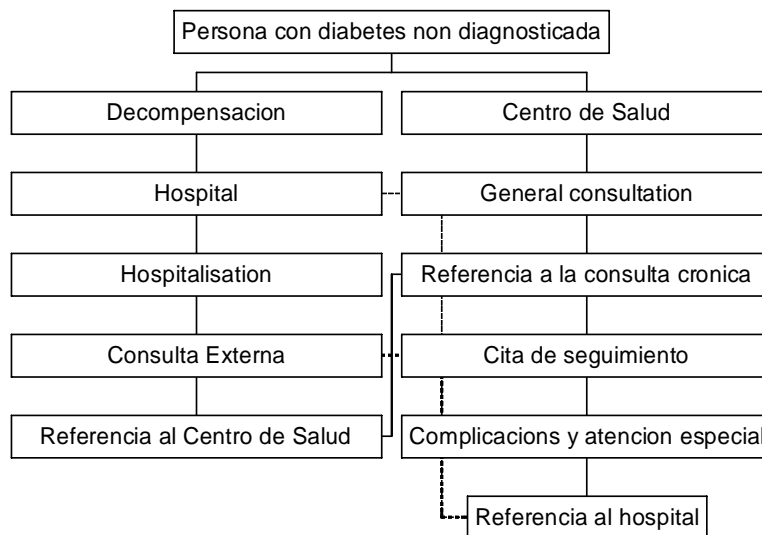 Persona con diabetes non diagnosticada
Decompensacion
Centro de Salud
Hospital
General consultation
Hospitalisation
Referencia a la consulta cronica
Consulta Externa
Cita de seguimiento
Referencia al Centro de Salud
Complicacions y atencion especial
Referencia al hospital